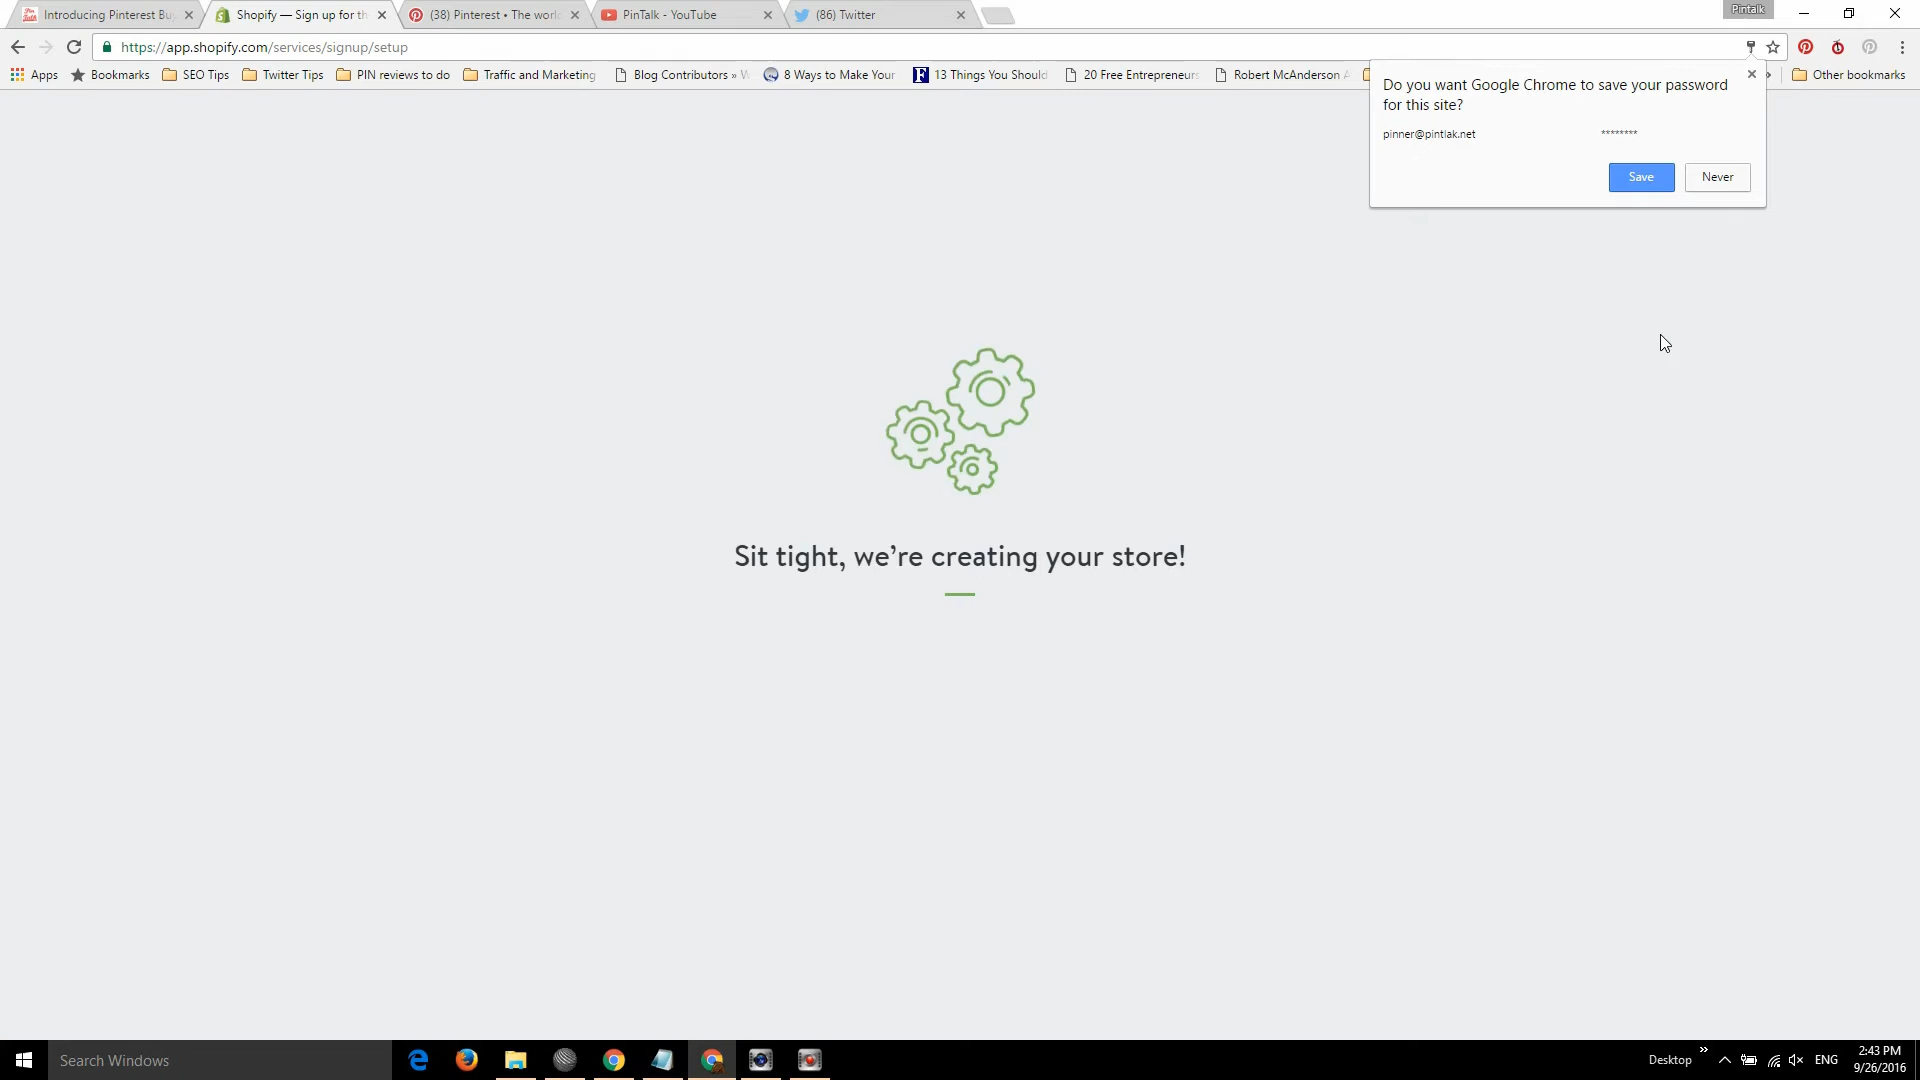 Introducing Pinterest Bu
Shopify — Sign up for th
(38) Pinterest • The worl
PinTalk - YouTube
(86) Twitter
Pintalk
https://app.shopify.com/services/signup/setup
Apps
Bookmarks
SEO Tips
Twitter Tips
PIN reviews to do
Traffic and Marketing
Blog Contributors » W
8 Ways to Make Your
13 Things You Should
20 Free Entrepreneurs
Robert McAnderson A
Other bookmarks
Do you want Google Chrome to save your password
for this site?
pinner@pintlak.net ********
Save
Never
Sit tight, we're creating your store!
Search Windows
Desktop
ENG
2:43 PM
9/26/2016